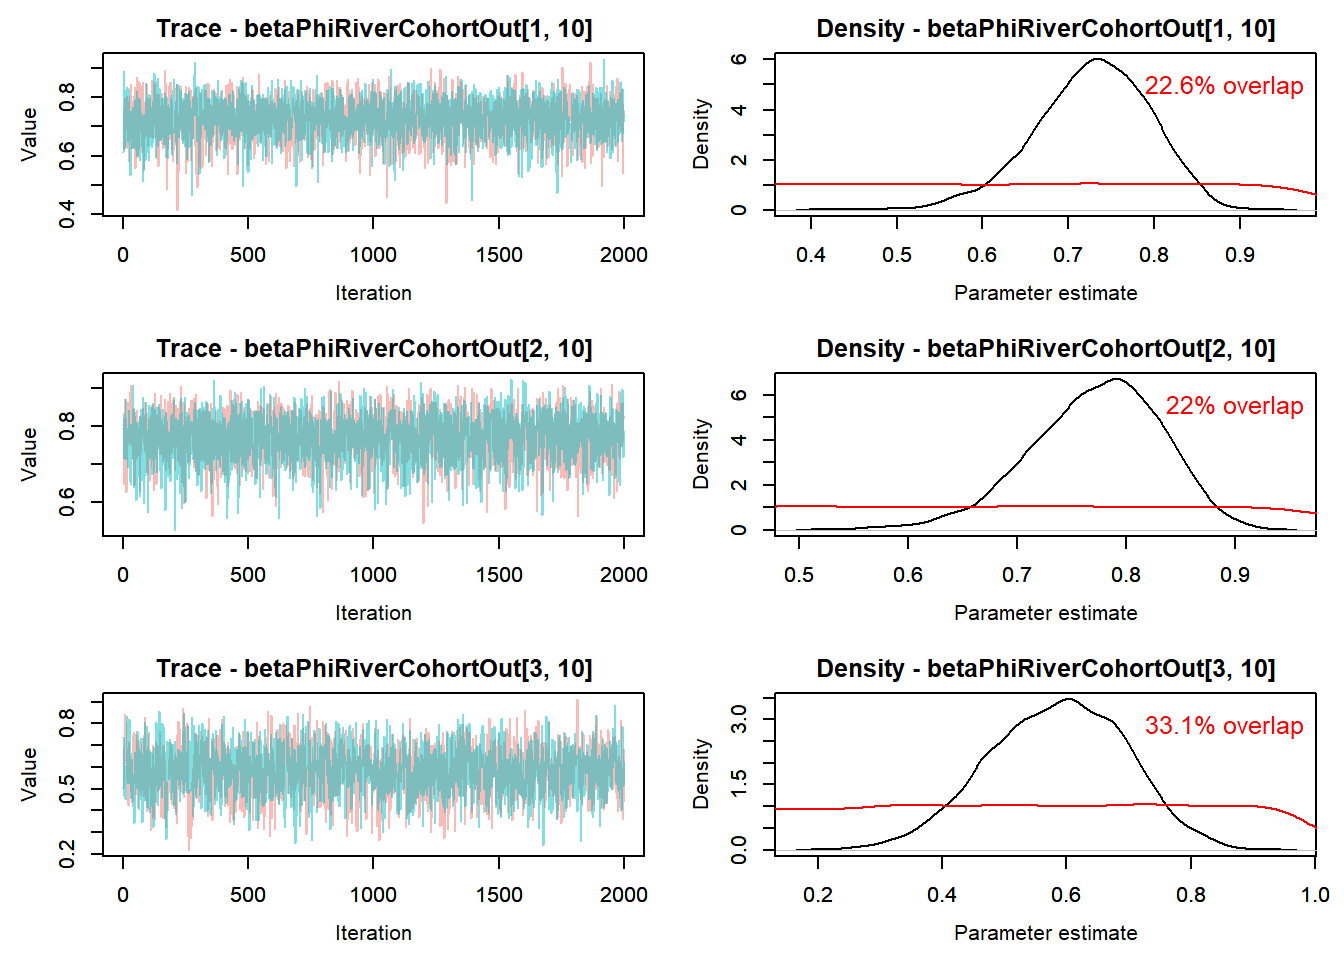 Trace - betaPhiRiverCohortOut[1, 10]
Value
0.4 0.6 0.8
0 500 1000 1500 2000
Iteration
Density - betaPhiRiverCohortOut[1, 10]
22.6% overlap
Density
0 2 4 6
0.4 0.5 0.6 0.7 0.8 0.9
Parameter estimate
Trace - betaPhiRiverCohortOut[2, 10]
Value
0.6 0.8
0 500 1000 1500 2000
Iteration
Density - betaPhiRiverCohortOut[2, 10]
22% overlap
Density
0 2 4 6
0.5 0.6 0.7 0.8 0.9
Parameter estimate
Trace - betaPhiRiverCohortOut[3, 10]
Value
0.2 0.5 0.8
0 500 1000 1500 2000
Iteration
Density - betaPhiRiverCohortOut[3, 10]
33.1% overlap
Density
0.0 1.5 3.0
0.2 0.4 0.6 0.8 1.0
Parameter estimate